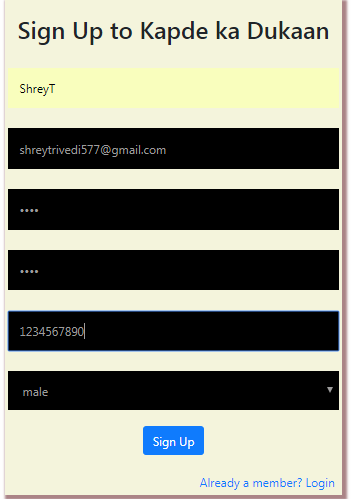 Sign Up to Kapde ka Dukaan
ShreyT
shreytrivedi577@gmail.com
••••
••••
1234567890
male
Sign Up
Already a member? Login